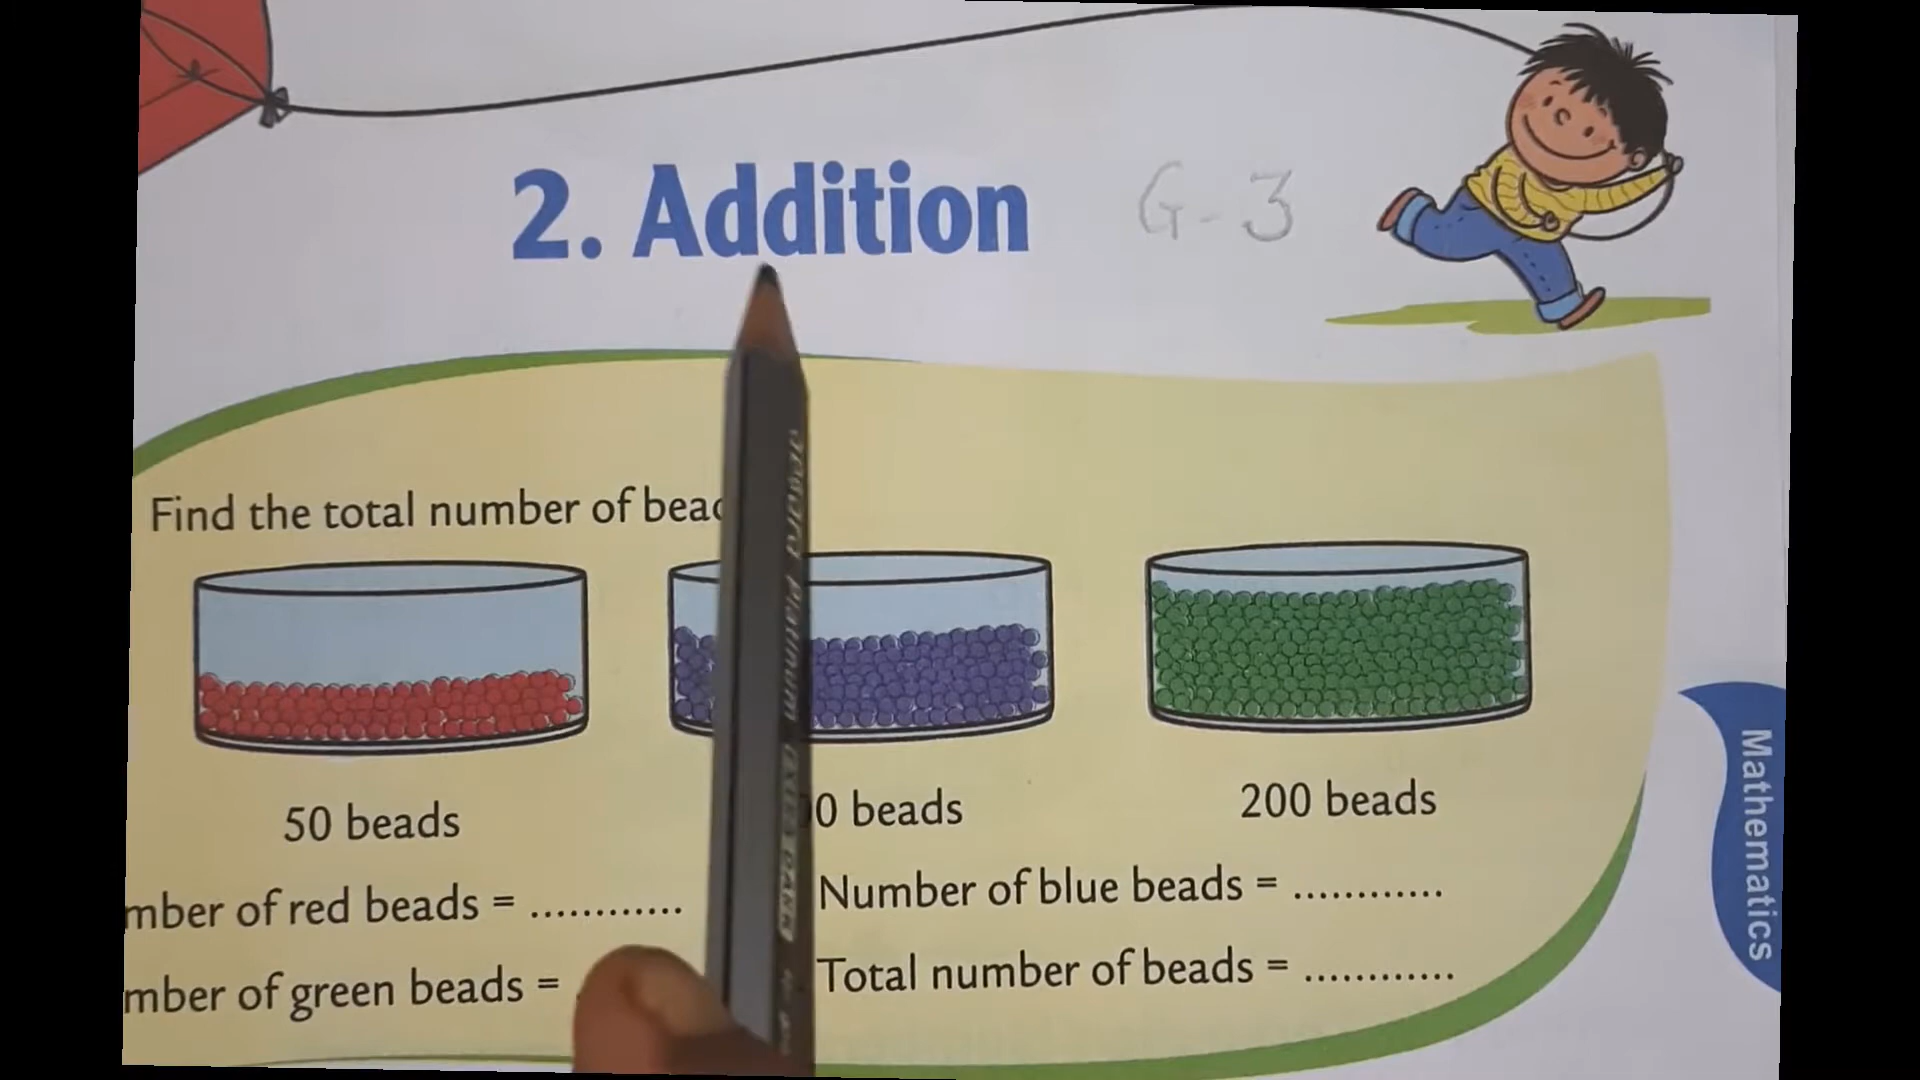 2. Addition G-3
Find the total number of
50 beads
0 beads
200 beads
mber of red beads = ............
Number of blue beads = ............
mber of green beads =
Total number of beads = ............
Mathematics